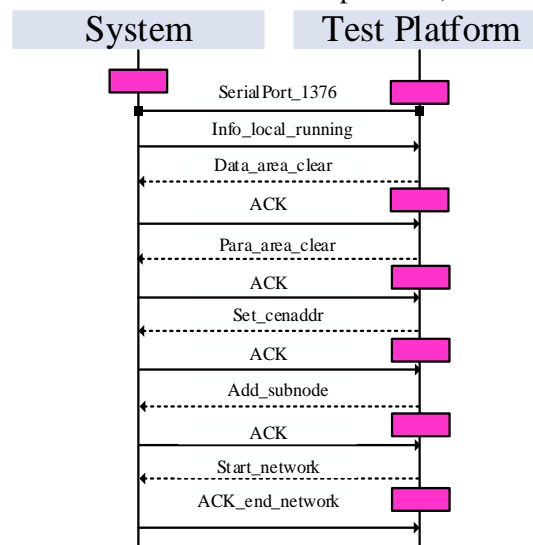 System Test Platform
SerialPort_1376
Info_local_running
Data_area_clear
ACK
Para_area_clear
ACK
Set_cenaddr
ACK
Add_subnode
ACK
Start_network
ACK_end_network